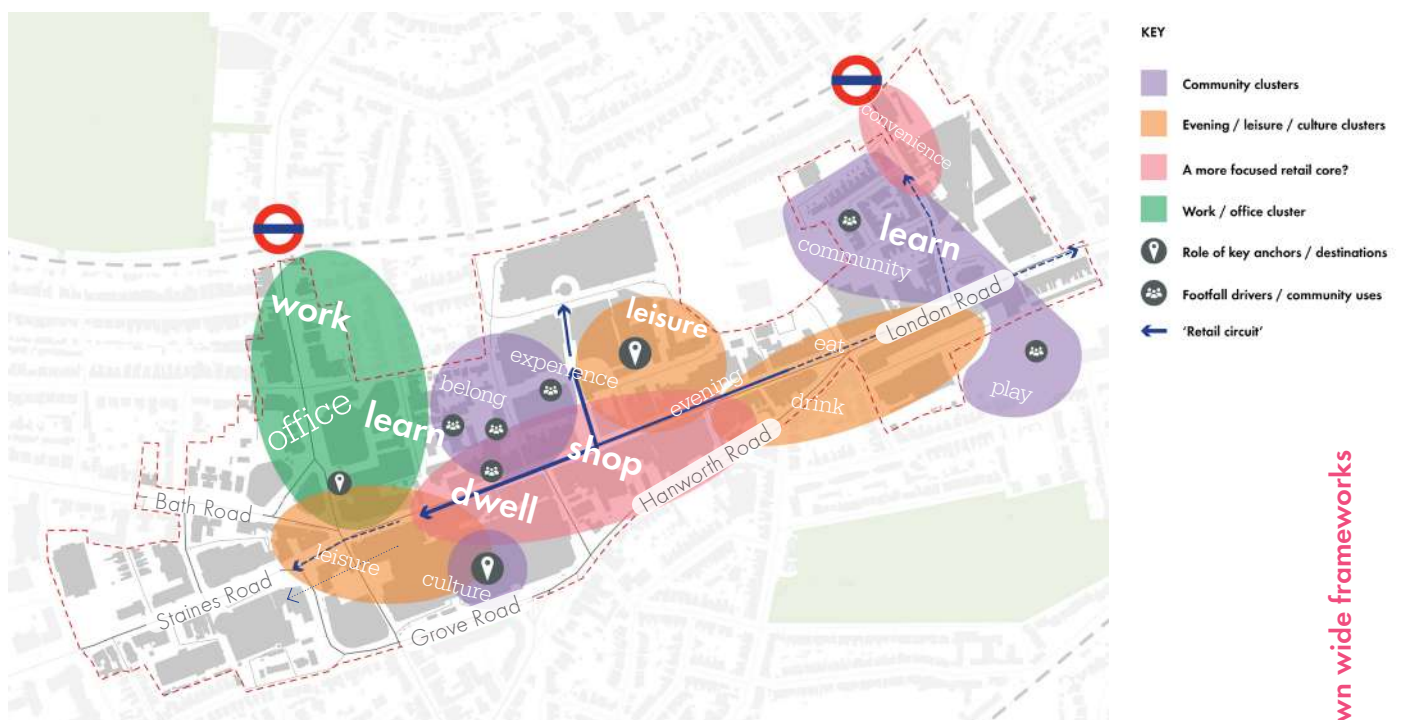 convenience
learn
community
London Road
work
leisure
experience
belong
eat
evening
drink
play
office
learn
shop
Hanworth Road
dwell
Bath Road
leisure
culture
Staines Road
Grove Road
KEY
Community clusters
Evening / leisure / culture clusters
A more focused retail core?
Work / office cluster
Role of key anchors / destinations
Footfall drivers / community uses
'Retail circuit'
wn wide frameworks